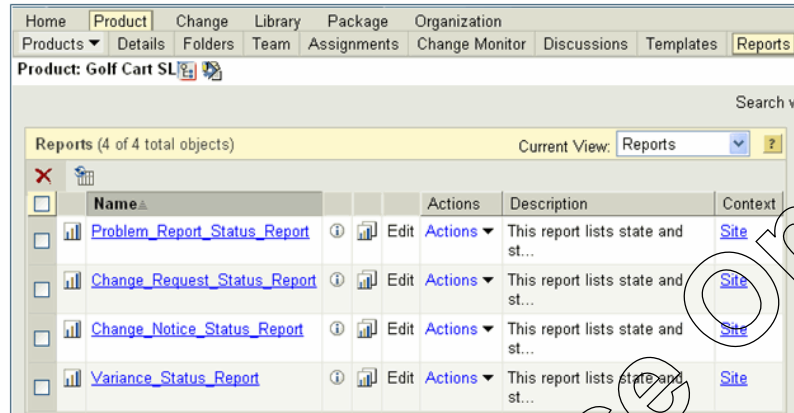 Home Product Change Library Package Organization
Products Details Folders Team Assignments Change Monitor Discussions Templates Reports
Product: Golf Cart SL
Search
Reports (4 of 4 total objects) Current View: Reports ?
Name Actions Description Context
Problem_Report_Status_Report Edit Actions This report lists state and st... Site
Change_Request_Status_Report Edit Actions This report lists state and st... Site
Change_Notice_Status_Report Edit Actions This report lists state and st... Site
Variance_Status_Report Edit Actions This report lists state and st... Site